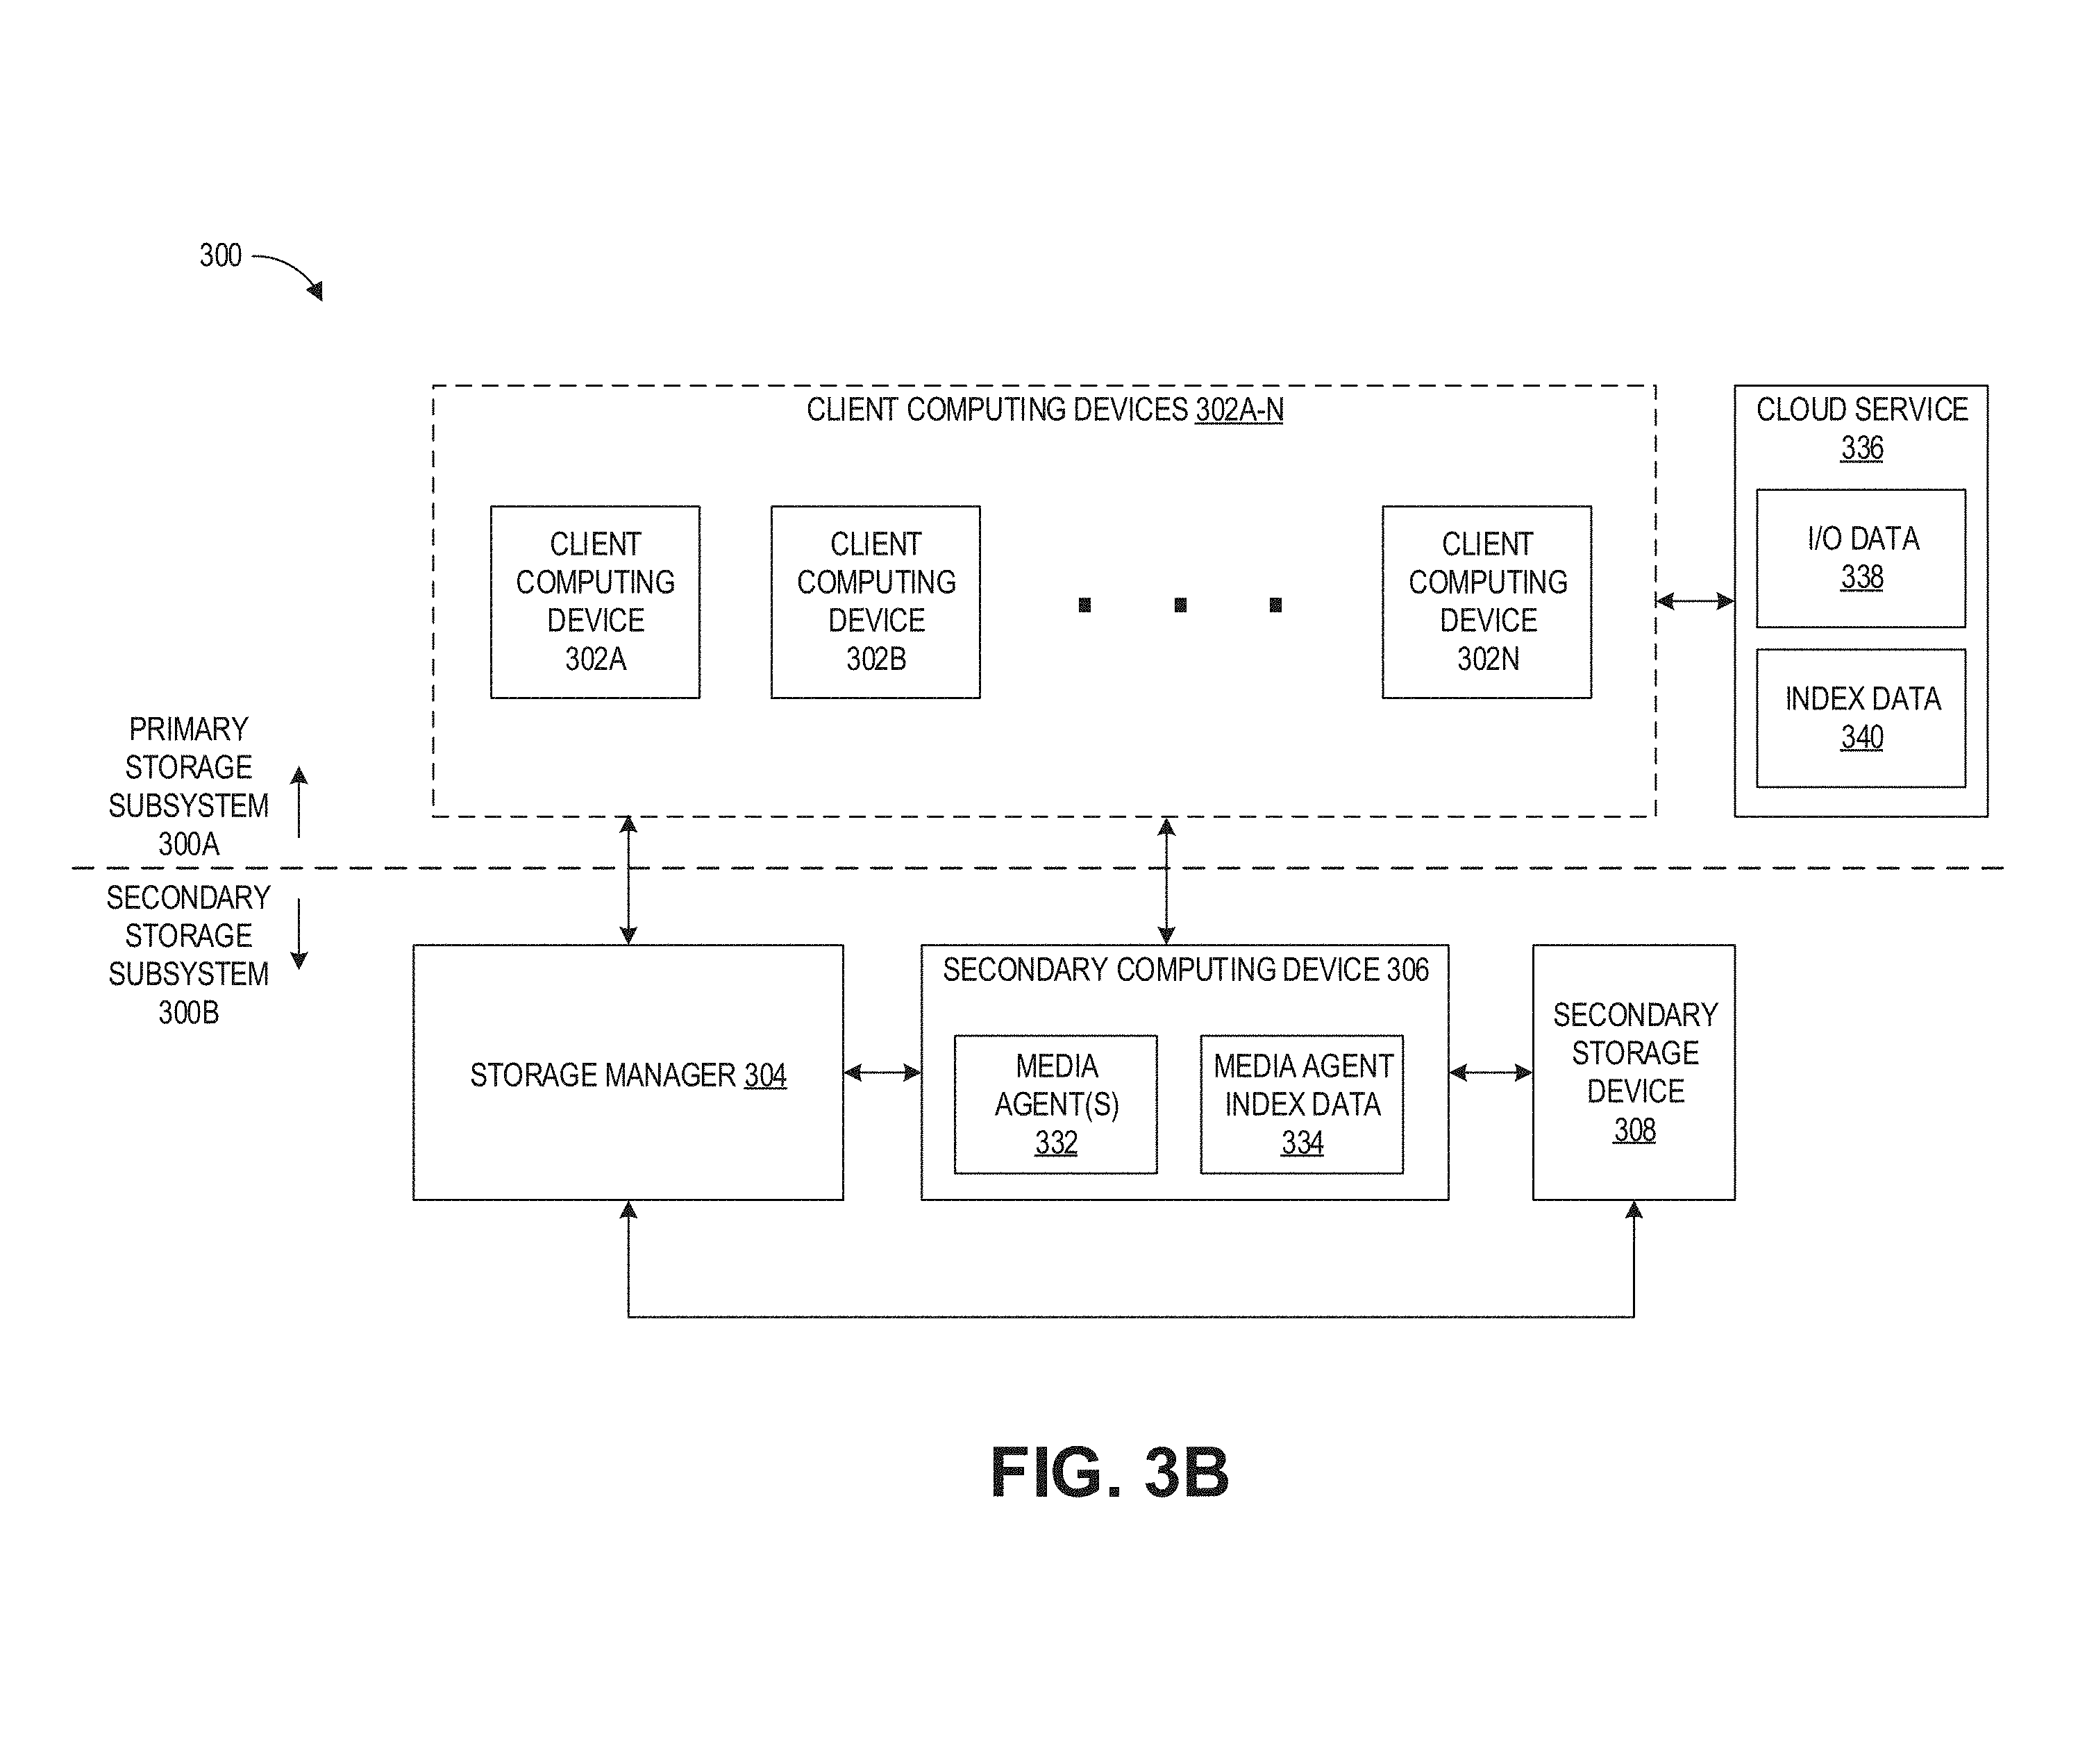 300
CLIENT COMPUTING DEVICES 302A-N
CLIENT
COMPUTING
DEVICE
302A
CLIENT
COMPUTING
DEVICE
302B
CLIENT
COMPUTING
DEVICE
302N
CLOUD SERVICE
336
I/O DATA
338
INDEX DATA
340
PRIMARY
STORAGE
SUBSYSTEM
300A
SECONDARY
STORAGE
SUBSYSTEM
300B
STORAGE MANAGER 304
SECONDARY COMPUTING DEVICE 306
MEDIA
AGENT(S)
332
MEDIA AGENT
INDEX DATA
334
SECONDARY
STORAGE
DEVICE
308
FIG. 3B